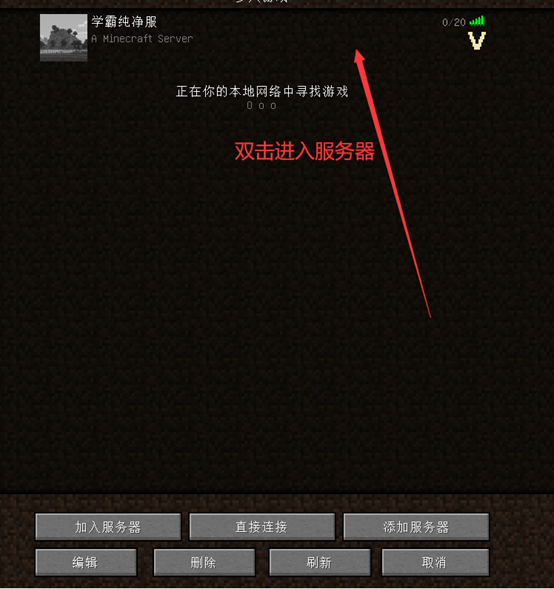 学霸纯净服
0/20
A Minecraft Server
V
正在你的本地网络中寻找游戏
O o o
双击进入服务器
加入服务器
直接连接
添加服务器
编辑
删除
刷新
取消